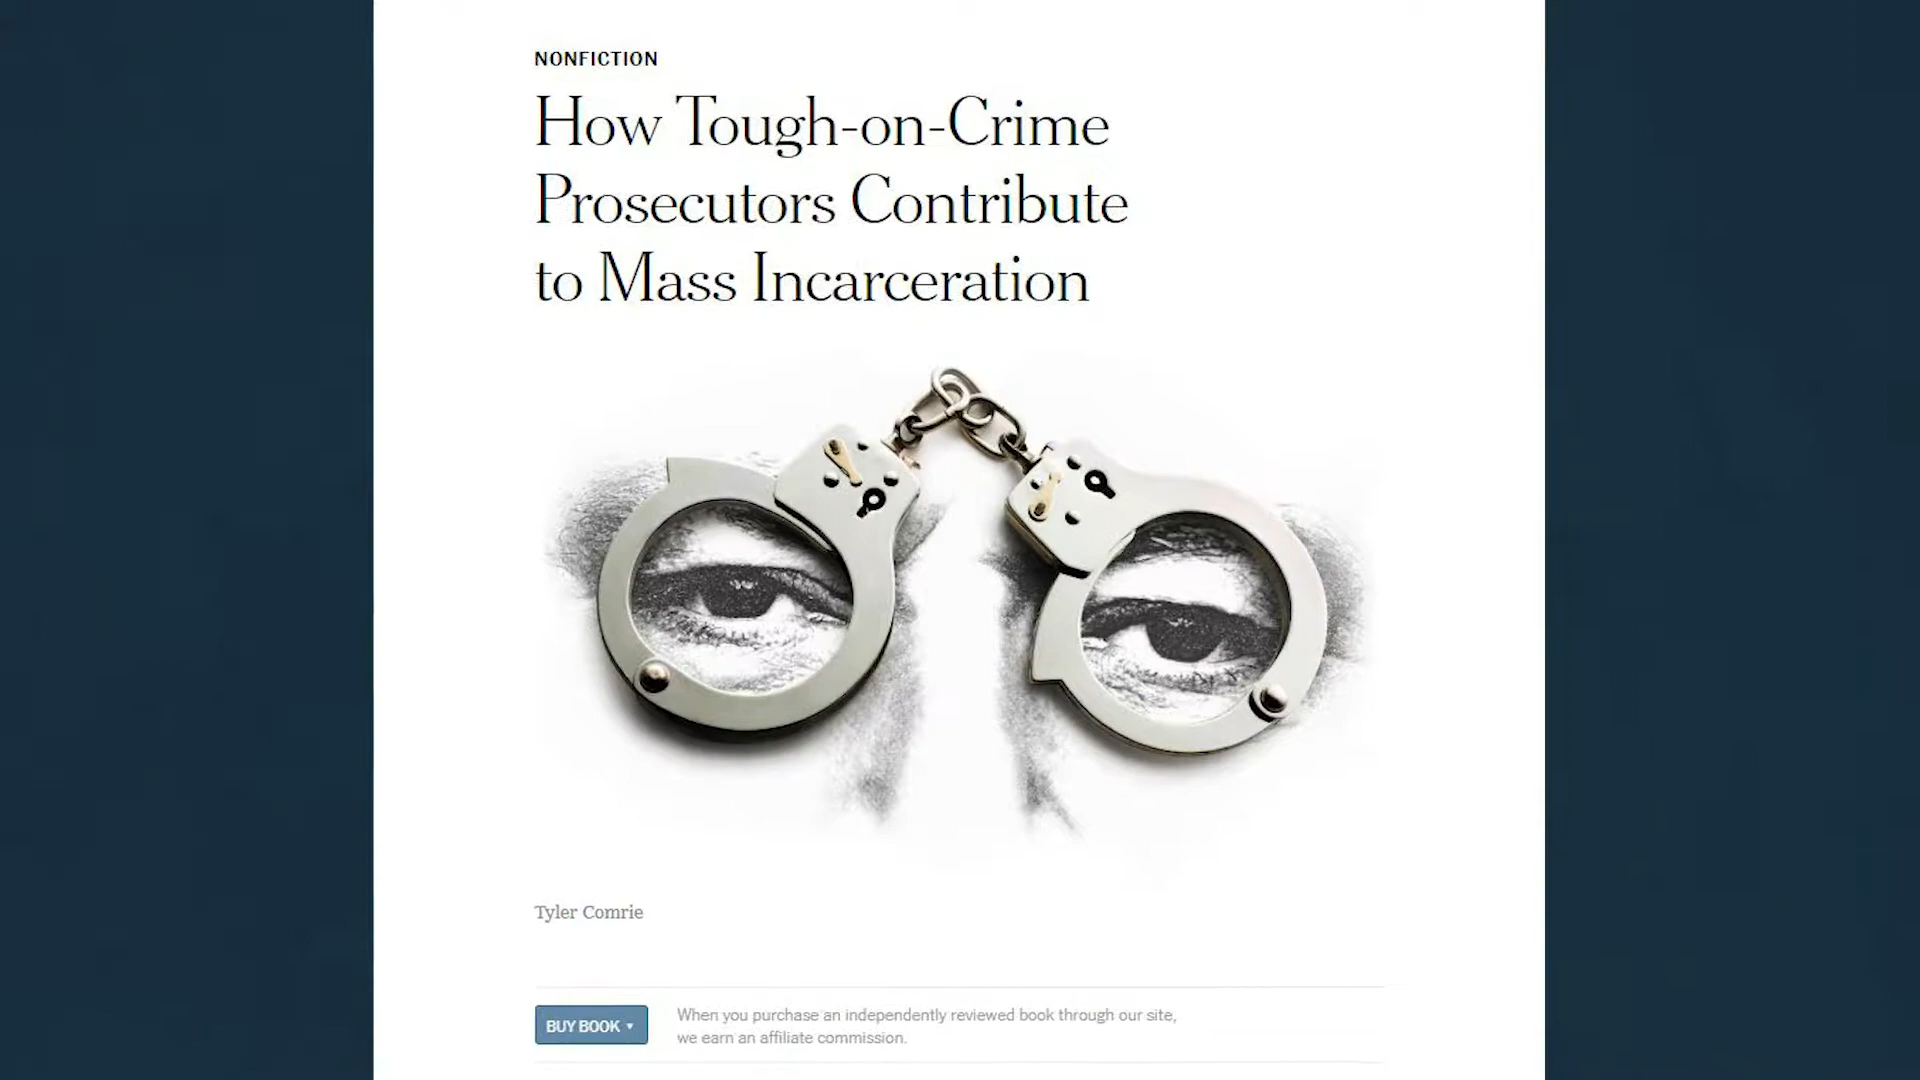 NONFICTION
How Tough-on-Crime
Prosecutors Contribute
to Mass Incarceration
Tyler Comrie
BUY BOOK ▾
When you purchase an independently reviewed book through our site,
we earn an affiliate commission.